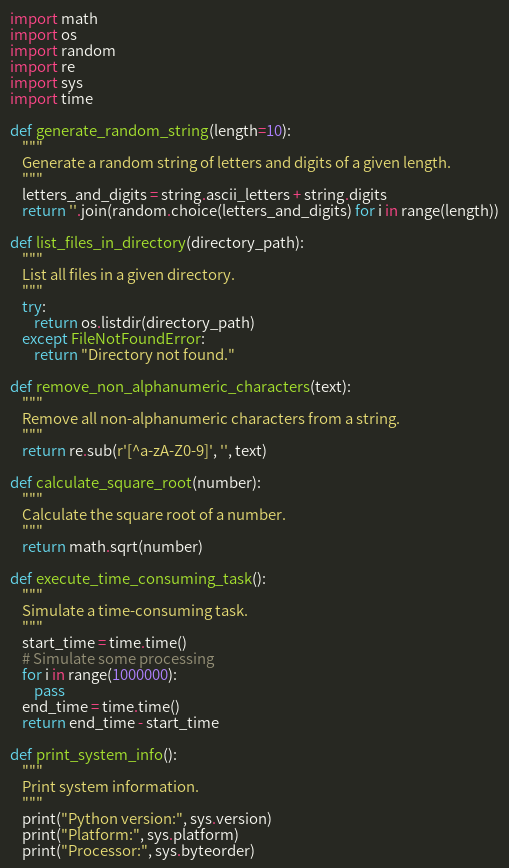 import math
import os
import random
import re
import sys
import time

def generate_random_string(length=10):
    """
    Generate a random string of letters and digits of a given length.
    """
    letters_and_digits = string.ascii_letters + string.digits
    return ''.join(random.choice(letters_and_digits) for i in range(length))

def list_files_in_directory(directory_path):
    """
    List all files in a given directory.
    """
    try:
        return os.listdir(directory_path)
    except FileNotFoundError:
        return "Directory not found."

def remove_non_alphanumeric_characters(text):
    """
    Remove all non-alphanumeric characters from a string.
    """
    return re.sub(r'[^a-zA-Z0-9]', '', text)

def calculate_square_root(number):
    """
    Calculate the square root of a number.
    """
    return math.sqrt(number)

def execute_time_consuming_task():
    """
    Simulate a time-consuming task.
    """
    start_time = time.time()
    # Simulate some processing
    for i in range(1000000):
        pass
    end_time = time.time()
    return end_time - start_time

def print_system_info():
    """
    Print system information.
    """
    print("Python version:", sys.version)
    print("Platform:", sys.platform)
    print("Processor:", sys.byteorder)